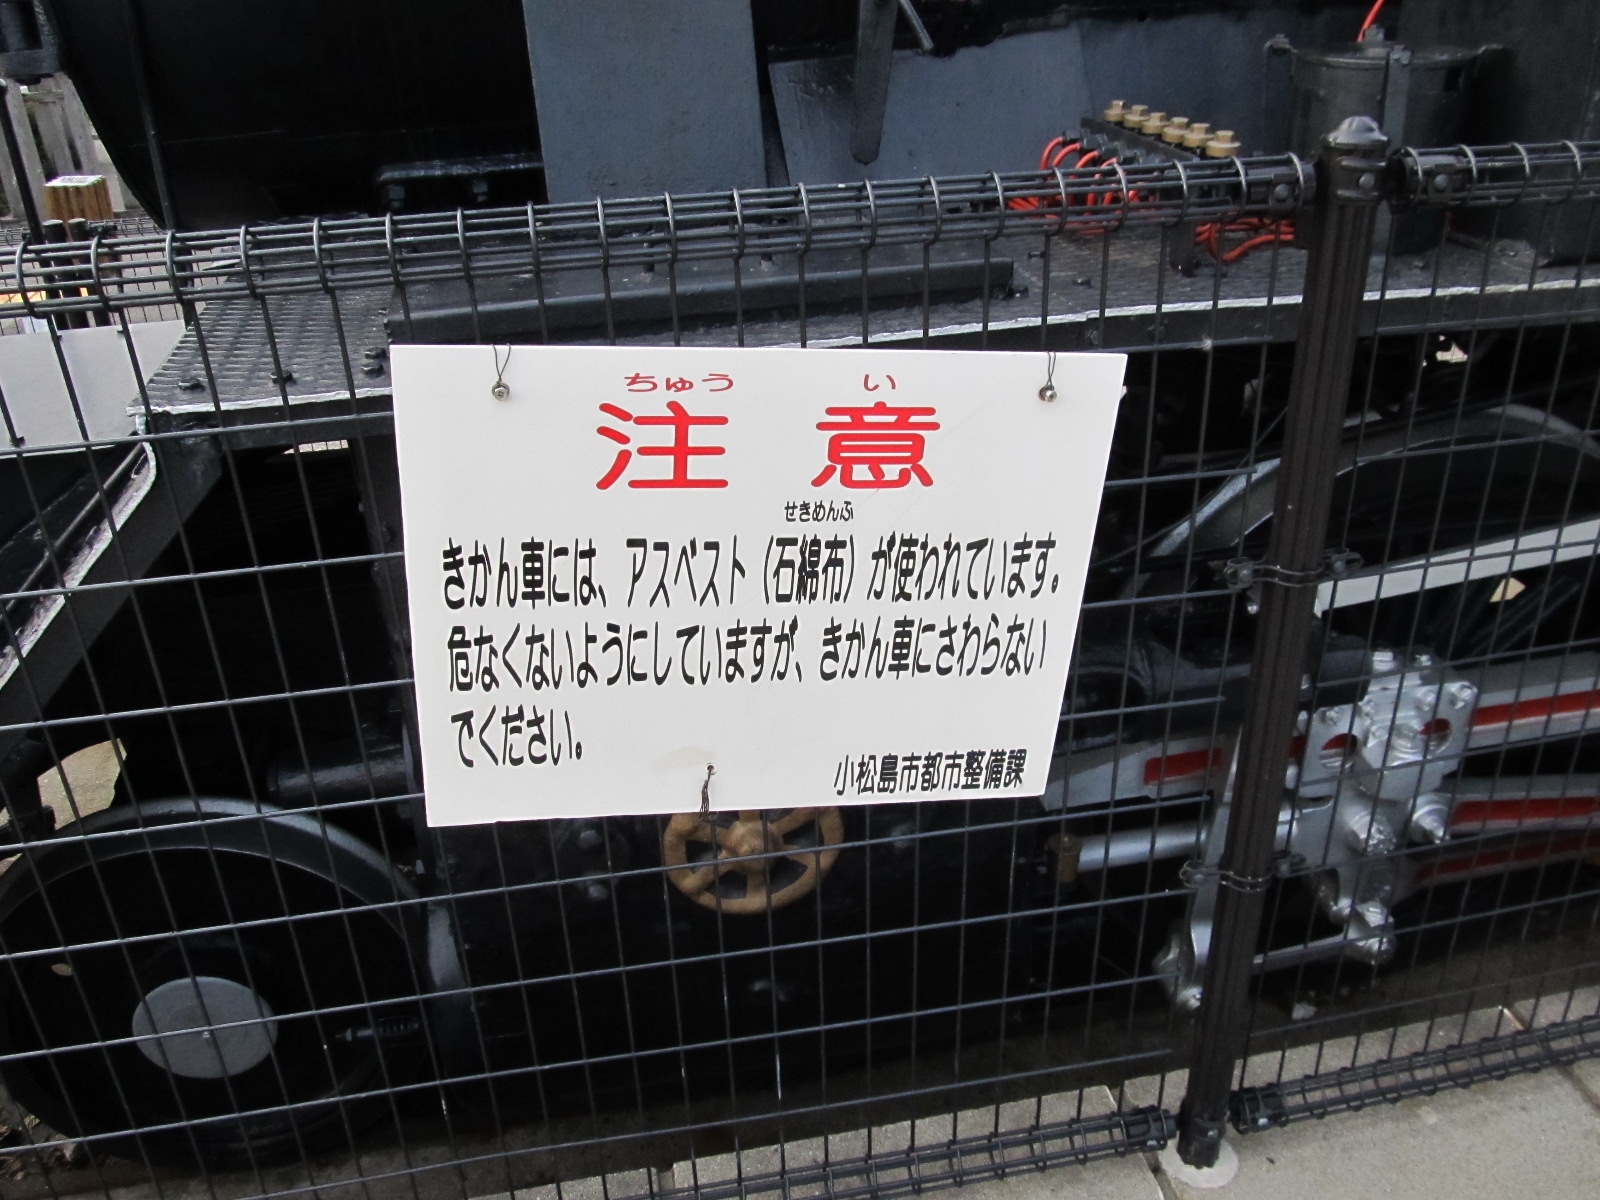 ちゅう い
注 意
せきめんふ
きかん車には、アスベスト（石綿布）が使われています。
危なくないようにしていますが、きかん車にさわらない
でください。
小松島市都市整備課